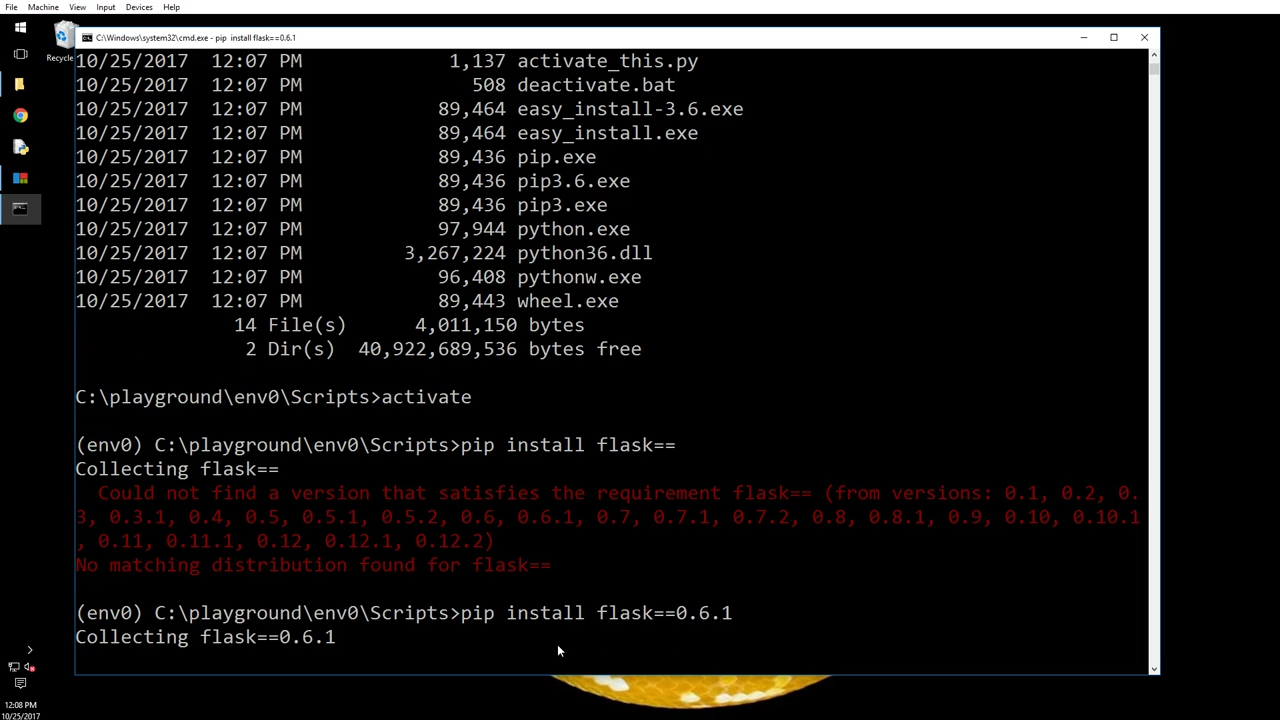 File Machine View Input Devices Help
Recycle
C:\Windows\system32\cmd.exe - pip install flask==0.6.1
10/25/2017 12:07 PM 1,137 activate_this.py
10/25/2017 12:07 PM 508 deactivate.bat
10/25/2017 12:07 PM 89,464 easy_install-3.6.exe
10/25/2017 12:07 PM 89,464 easy_install.exe
10/25/2017 12:07 PM 89,436 pip.exe
10/25/2017 12:07 PM 89,436 pip3.6.exe
10/25/2017 12:07 PM 89,436 pip3.exe
10/25/2017 12:07 PM 97,944 python.exe
10/25/2017 12:07 PM 3,267,224 python36.dll
10/25/2017 12:07 PM 96,408 pythonw.exe
10/25/2017 12:07 PM 89,443 wheel.exe
14 File(s) 4,011,150 bytes
2 Dir(s) 40,922,689,536 bytes free
C:\playground\env0\Scripts>activate
(env0) C:\playground\env0\Scripts>pip install flask==
Collecting flask==
Could not find a version that satisfies the requirement flask== (from versions: 0.1, 0.2, 0.
3, 0.3.1, 0.4, 0.5, 0.5.1, 0.5.2, 0.6, 0.6.1, 0.7, 0.7.1, 0.7.2, 0.8, 0.8.1, 0.9, 0.10, 0.10.1
, 0.11, 0.11.1, 0.12, 0.12.1, 0.12.2)
No matching distribution found for flask==
(env0) C:\playground\env0\Scripts>pip install flask==0.6.1
Collecting flask==0.6.1
12:08 PM
10/25/2017